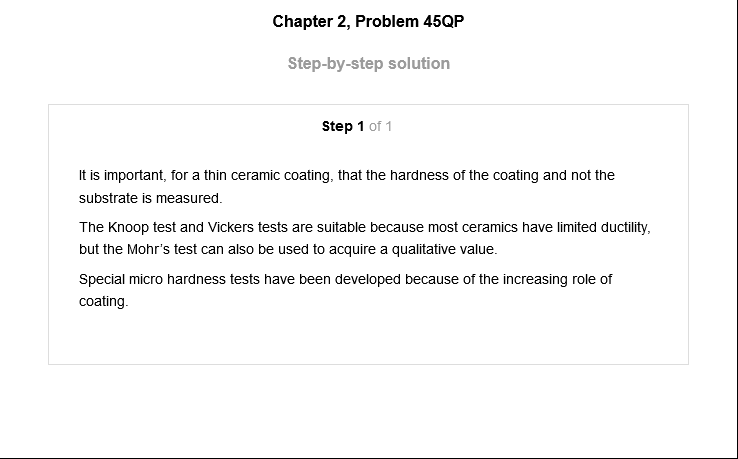 Chapter 2, Problem 45QP
Step-by-step solution
Step 1 of 1
It is important, for a thin ceramic coating, that the hardness of the coating and not the
substrate is measured.
The Knoop test and Vickers tests are suitable because most ceramics have limited ductility,
but the Mohr’s test can also be used to acquire a qualitative value.
Special micro hardness tests have been developed because of the increasing role of
coating.